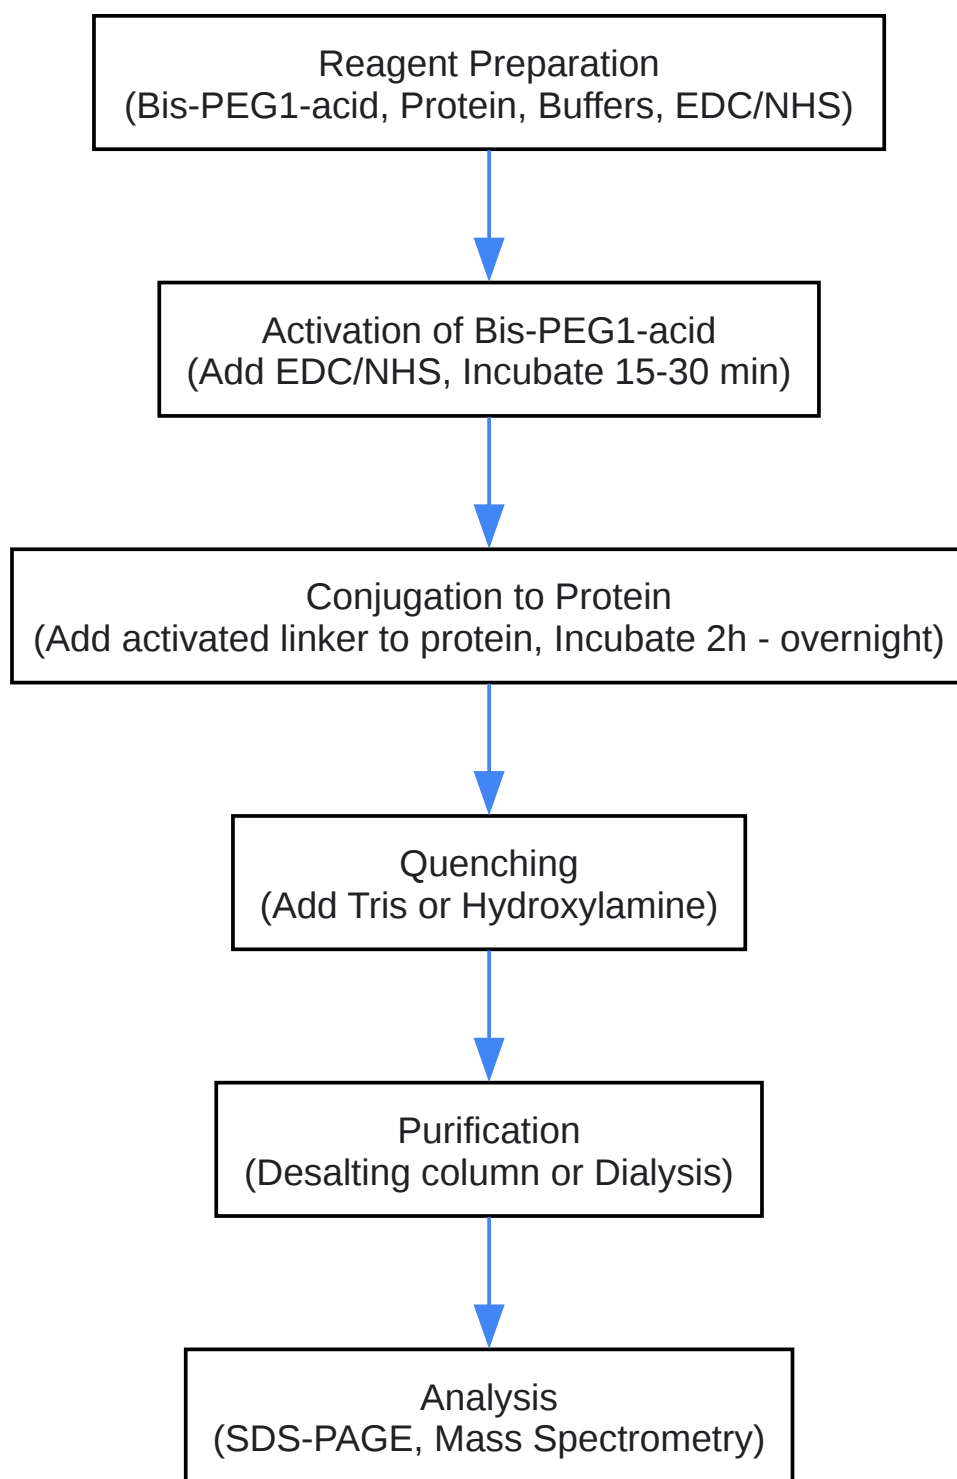 Reagent Preparation
(Bis-PEG1-acid, Protein, Buffers, EDC/NHS)
Activation of Bis-PEG1-acid
(Add EDC/NHS, Incubate 15-30 min)
Conjugation to Protein
(Add activated linker to protein, Incubate 2h - overnight)
Quenching
(Add Tris or Hydroxylamine)
Purification
(Desalting column or Dialysis)
Analysis
(SDS-PAGE, Mass Spectrometry)